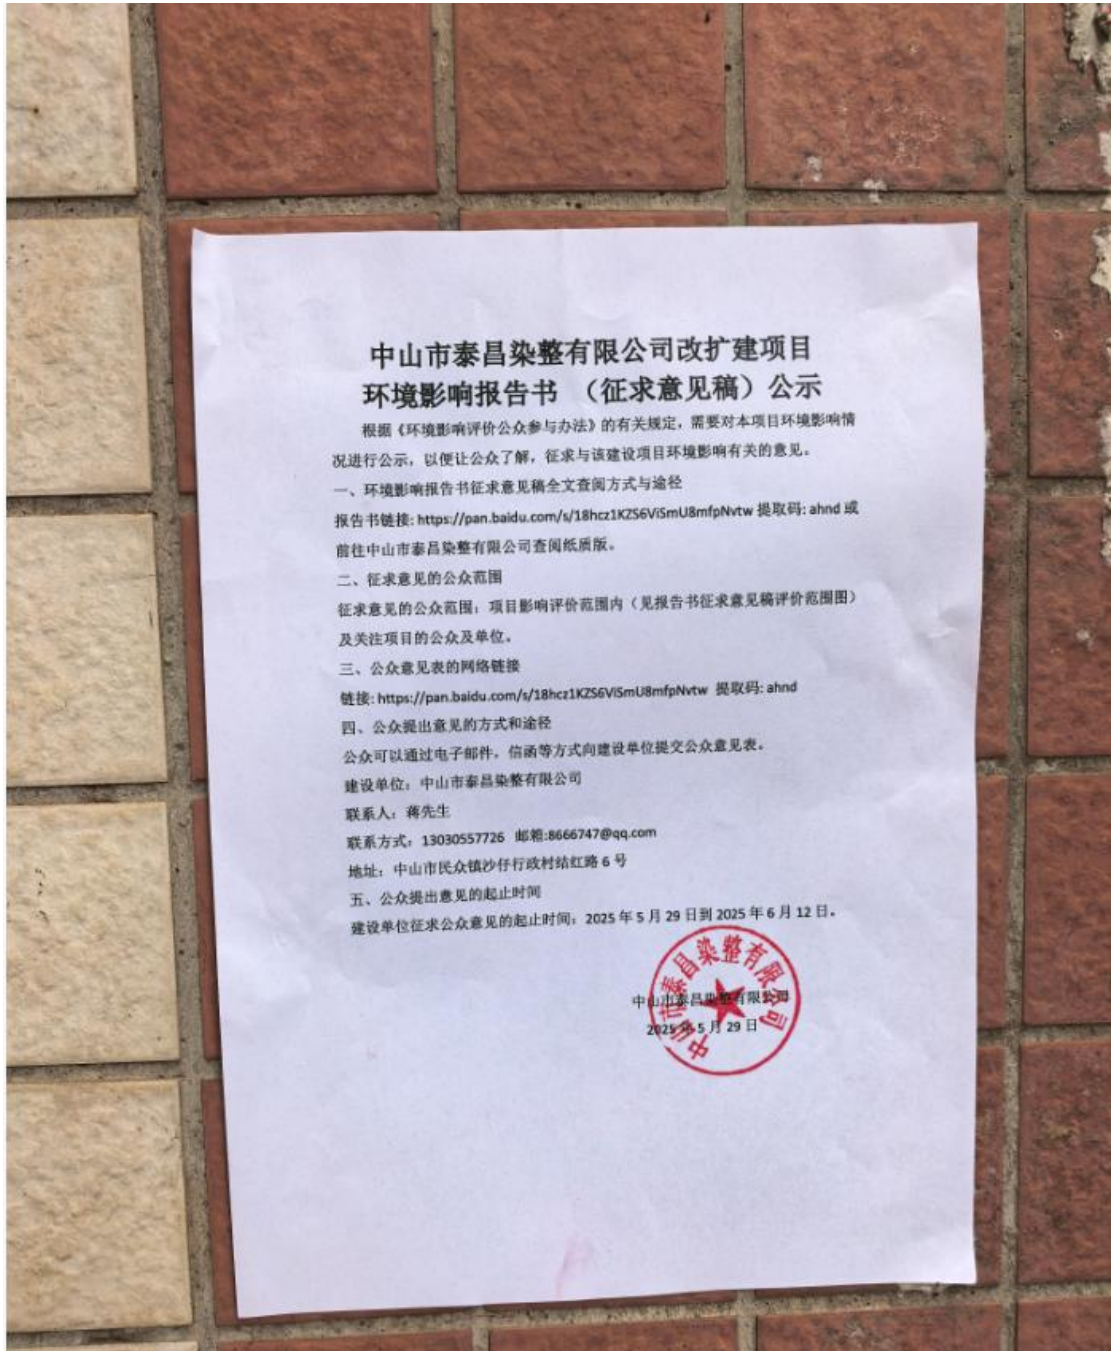 中山市泰昌染整有限公司改扩建项目
环境影响报告书 （征求意见稿）公示
根据《环境影响评价公众参与办法》的有关规定，需要对本项目环境影响情
况进行公示，以便让公众了解，征求与该建设项目环境影响有关的意见。
一、环境影响报告书征求意见稿全文查阅方式与途径
报告书链接: https://pan.baidu.com/s/18hcz1KZS6ViSmU8mfpNvtw 提取码: ahnd 或
前往中山市泰昌染整有限公司查阅纸质版。
二、征求意见的公众范围
征求意见的公众范围：项目影响评价范围内（见报告书征求意见稿评价范围图）
及关注项目的公众及单位。
三、公众意见表的网络链接
链接: https://pan.baidu.com/s/18hcz1KZS6ViSmU8mfpNvtw 提取码: ahnd
四、公众提出意见的方式和途径
公众可以通过电子邮件，信函等方式向建设单位提交公众意见表。
建设单位：中山市泰昌染整有限公司
联系人：蒋先生
联系方式：13030557726 邮箱:8666747@qq.com
地址：中山市民众镇沙仔行政村结红路 6 号
五、公众提出意见的起止时间
建设单位征求公众意见的起止时间：2025 年 5 月 29 日到 2025 年 6 月 12 日。
中山市泰昌染整有限公司
2025 年 5 月 29 日
中山市泰昌染整有限公司